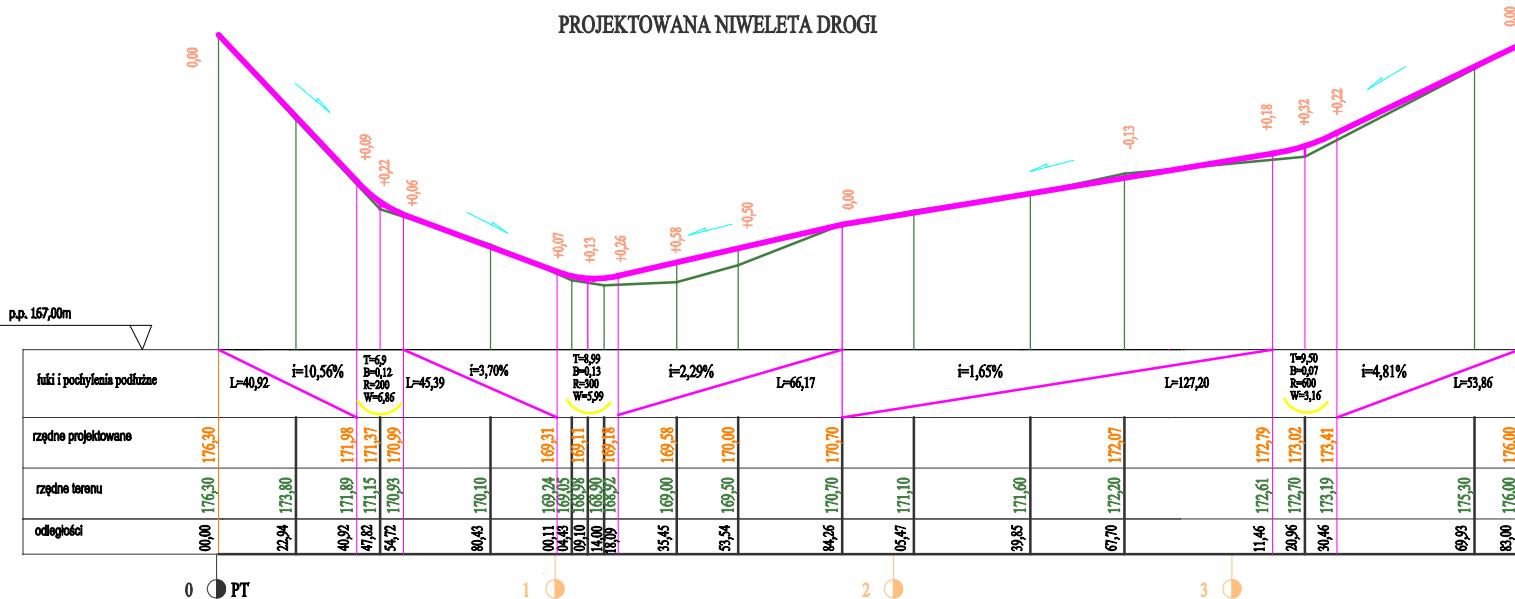 PROJEKTOWANA NIWELETA DROGI
0,00
+0,09
+0,22
+0,06
+0,07
+0,13
+0,26
+0,58
+0,50
0,00
-0,13
+0,18
+0,32
+0,22
0,00
p.p. 167,00m
łuki i pochylenia podłużne
L=40,92
i=10,56%
T=6,9
B=0,12
R=200
W=6,86
L=45,39
i=3,70%
T=8,99
B=0,13
R=300
W=5,99
i=2,29%
L=66,17
i=1,65%
L=127,20
T=9,50
B=0,07
R=600
W=3,16
i=4,81%
L=53,86
rzędne projektowane
176,30
171,98
171,37
170,99
169,31
169,11
169,18
169,58
170,00
170,70
172,07
172,79
173,02
173,41
176,00
rzędne terenu
176,30
173,80
171,89
171,15
170,93
170,10
169,24
169,05
168,98
168,90
168,92
169,00
169,50
170,70
171,10
171,60
172,20
172,61
172,70
173,19
175,30
176,00
odległości
00,00
22,94
40,92
47,82
54,72
80,43
00,11
04,43
09,10
14,00
18,09
35,45
53,54
84,26
05,47
39,85
67,70
11,46
20,96
30,46
69,93
83,00
0 PT
1
2
3